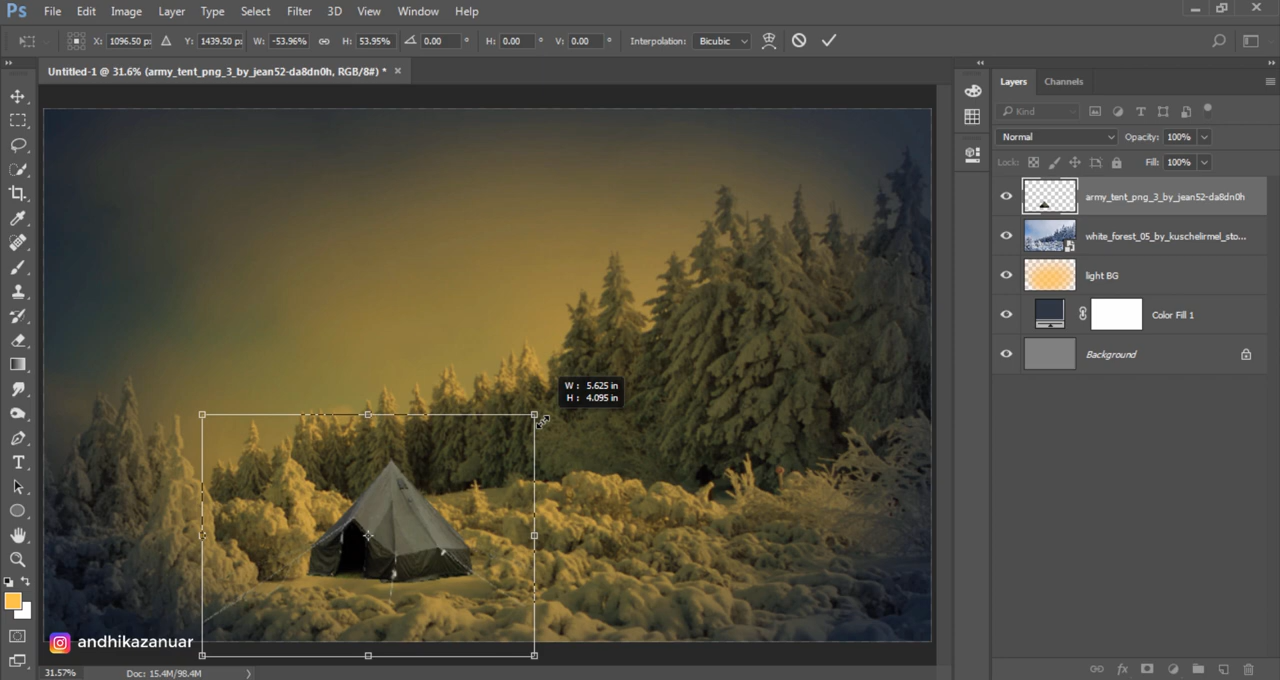 Ps File Edit Image Layer Type Select Filter 3D View Window Help
X: 1096.50 p: Y: 1439.50 p: W: -53.96% H: 53.95% 0.00 ° H: 0.00 ° V: 0.00 ° Interpolation: Bicubic
Untitled-1 @ 31.6% (army_tent_png_3_by_jean52-da8dn0h, RGB/8#) * ×
Layers Channels
Kind
Normal Opacity: 100%
Lock: Fill: 100%
army_tent_png_3_by_jean52-da8dn0h
white_forest_05_by_kuschelirmel_sto...
light BG
Color Fill 1
Background
W : 5.625 in
H : 4.095 in
andhikazanuar
31.57% Doc: 15.4M/98.4M